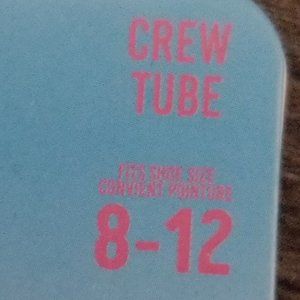 CREW
TUBE
FITS SHOE SIZE
CONVIENT POINTURE
8-12